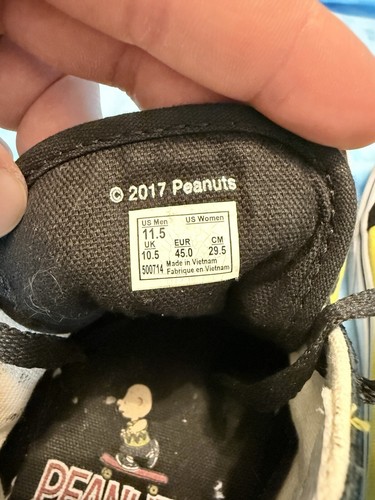 © 2017 Peanuts
US Men US Women
11.5
UK EUR CM
10.5 45.0 29.5
500714 Made in Vietnam
Fabrique en Vietnam
PEANU